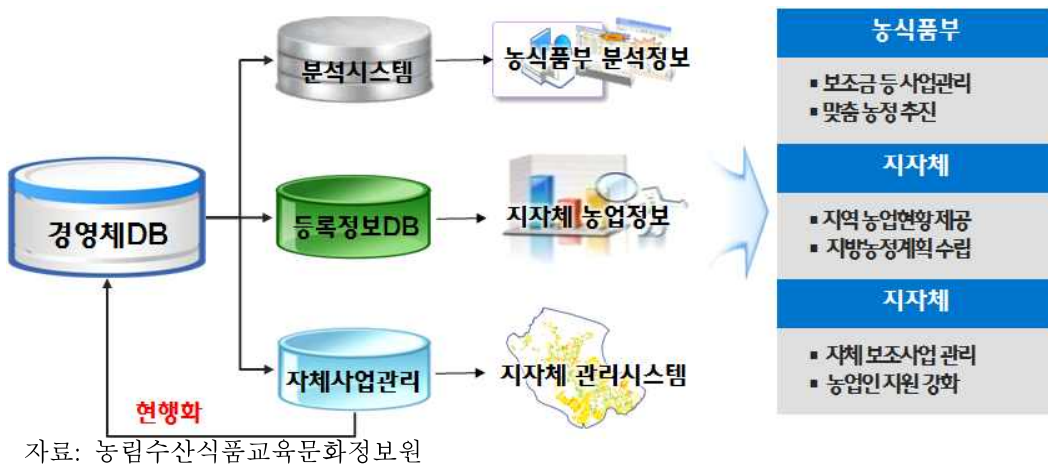 분석시스템
농식품부 분석정보
경영체DB
등록정보DB
지자체 농업정보
자체사업관리
지자체 관리시스템
현행화
농식품부
▪ 보조금 등 사업관리
▪ 맞춤 농정 추진
지자체
▪ 지역 농업현황 제공
▪ 지방농정계획 수립
지자체
▪ 자체 보조사업 관리
▪ 농업인 지원 강화
자료: 농림수산식품교육문화정보원